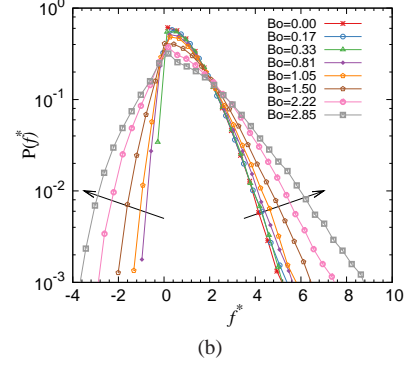 10^0
10^-1
10^-2
10^-3
P(f)^*
Bo=0.00
Bo=0.17
Bo=0.33
Bo=0.81
Bo=1.05
Bo=1.50
Bo=2.22
Bo=2.85
-4 -2 0 2 4 6 8 10
f^*
(b)